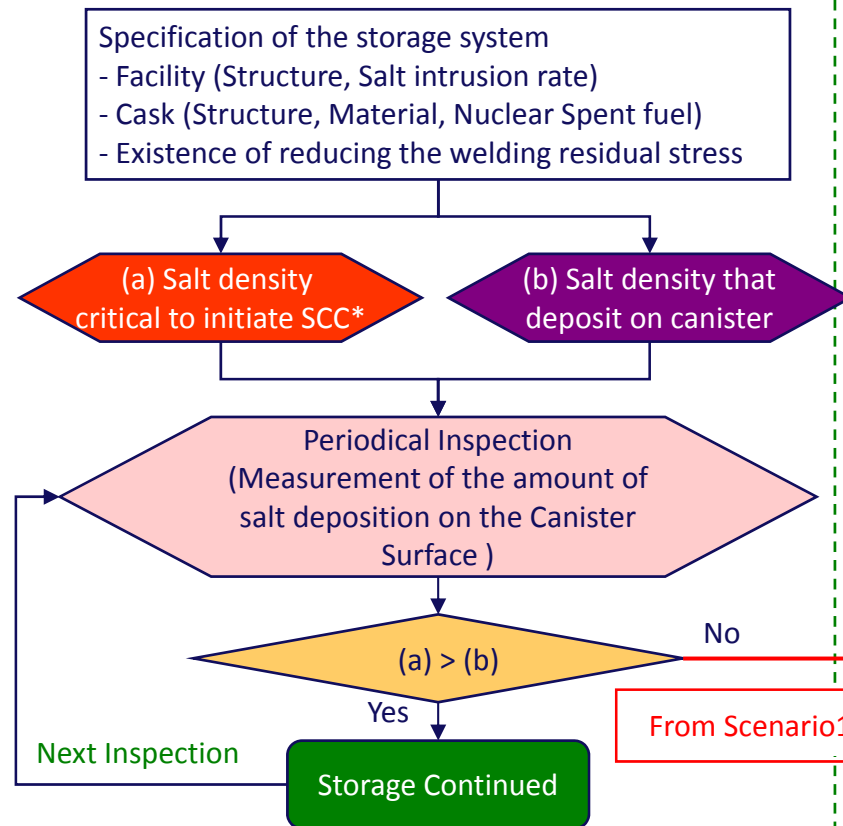 Specification of the storage system
- Facility (Structure, Salt intrusion rate)
- Cask (Structure, Material, Nuclear Spent fuel)
- Existence of reducing the welding residual stress
(a) Salt density
critical to initiate SCC*
(b) Salt density that
deposit on canister
Periodical Inspection
(Measurement of the amount of
salt deposition on the Canister
Surface )
(a) > (b)
No
Yes
From Scenario1
Next Inspection
Storage Continued